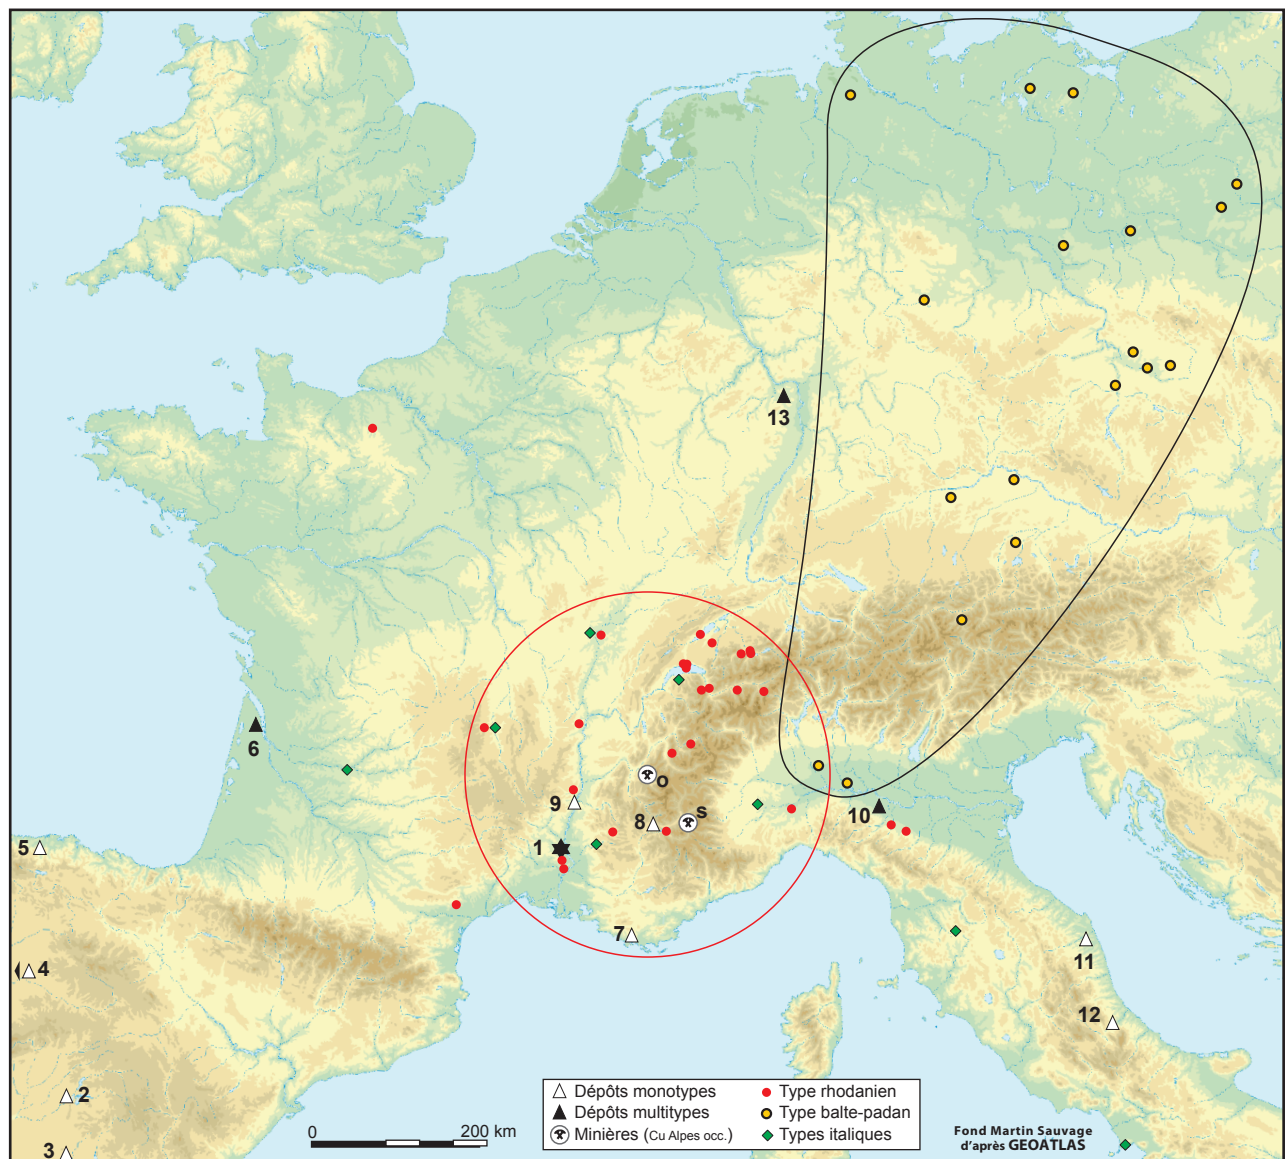 13
6
o
9
8
s
10
1
5
7
11
4
12
2
3
Dépôts monotypes
Dépôts multitypes
Minières (Cu Alpes occ.)
Type rhodanien
Type balte-padan
Types italiques
0 200 km
Fond Martin Sauvage
d'après GEOATLAS